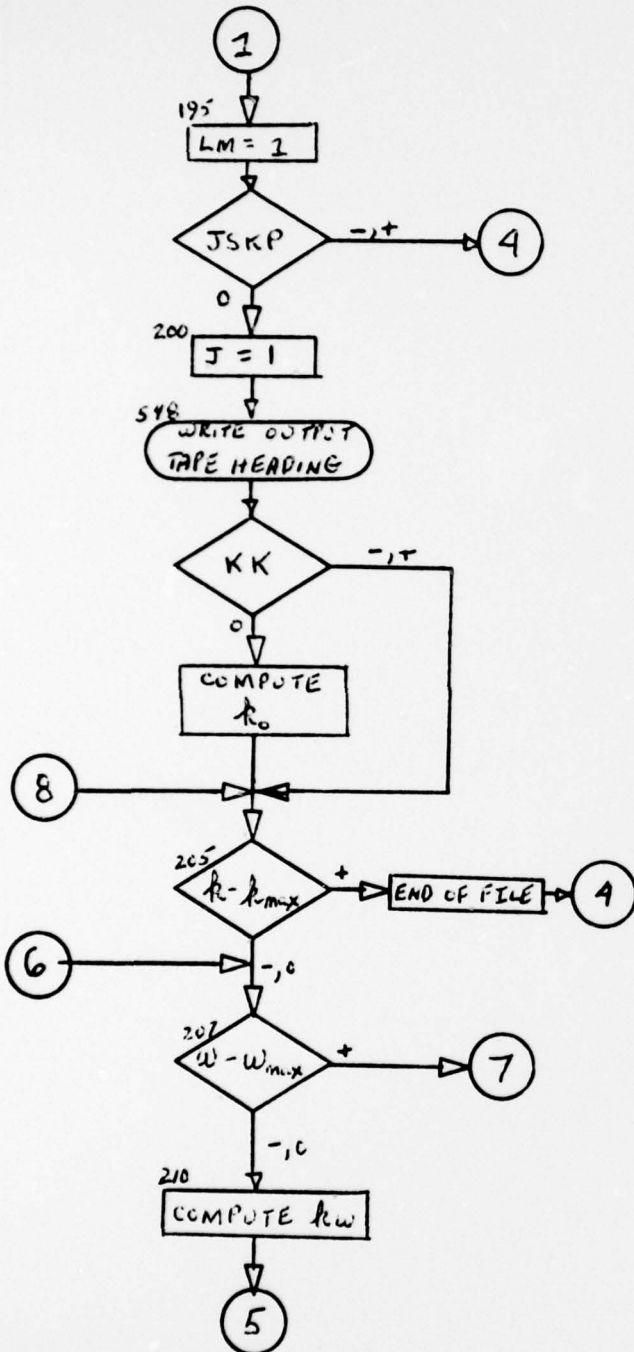 1
195
LM = 1
JSKP
-,+
4
0
200
J = 1
548
WRITE OUTPUT
TAPE HEADING
KK
-,+
0
COMPUTE
k₀
8
205
k - kmax
+
END OF FILE
4
6
-,0
207
w - wmax
+
7
-,0
210
COMPUTE kw
5